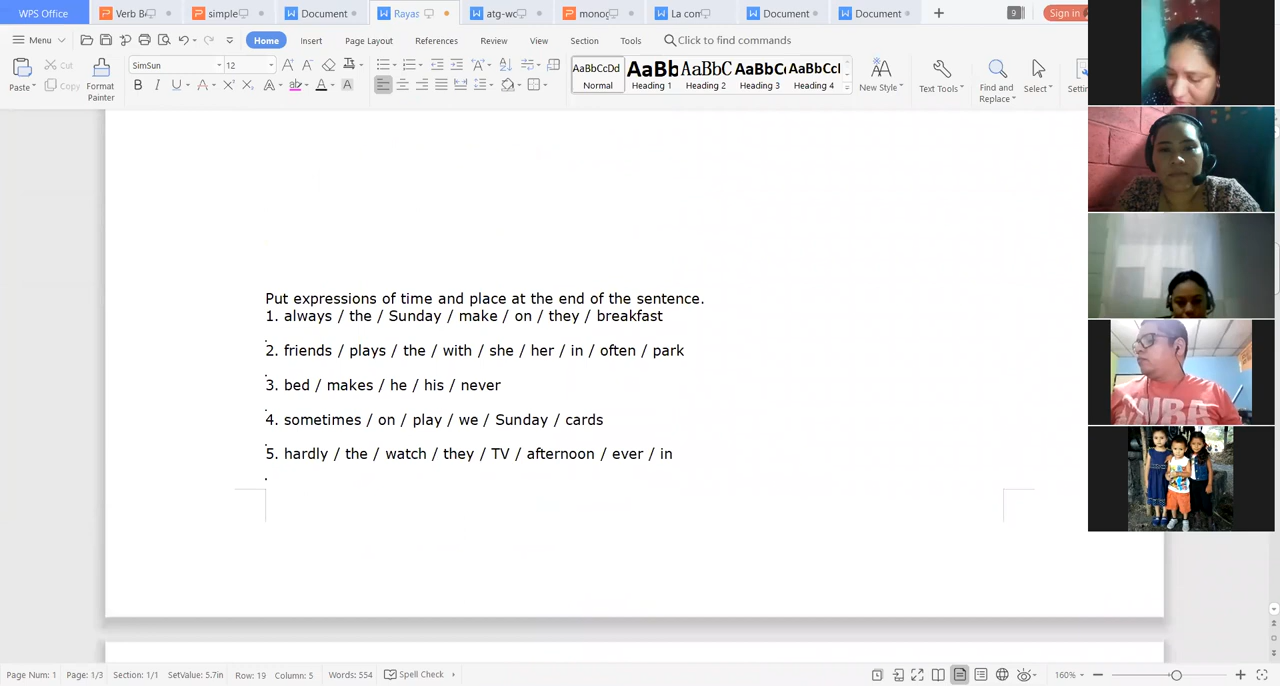 WPS Office Verb B simple Document Rayas atg-wo monog La com Document Document + 9 Sign in
Menu Home Insert Page Layout References Review View Section Tools Click to find commands
Paste Cut Copy Format Painter SimSun 12 AaBbCcDd Normal AaBb Heading 1 AaBbC Heading 2 AaBbC Heading 3 AaBbCcI Heading 4 New Style Text Tools Find and Replace Select
Put expressions of time and place at the end of the sentence.
1. always / the / Sunday / make / on / they / breakfast
.
2. friends / plays / the / with / she / her / in / often / park
.
3. bed / makes / he / his / never
.
4. sometimes / on / play / we / Sunday / cards
.
5. hardly / the / watch / they / TV / afternoon / ever / in
.
Page Num: 1 Page: 1/3 Section: 1/1 SetValue: 5.7in Row: 19 Column: 5 Words: 554 Spell Check 160%